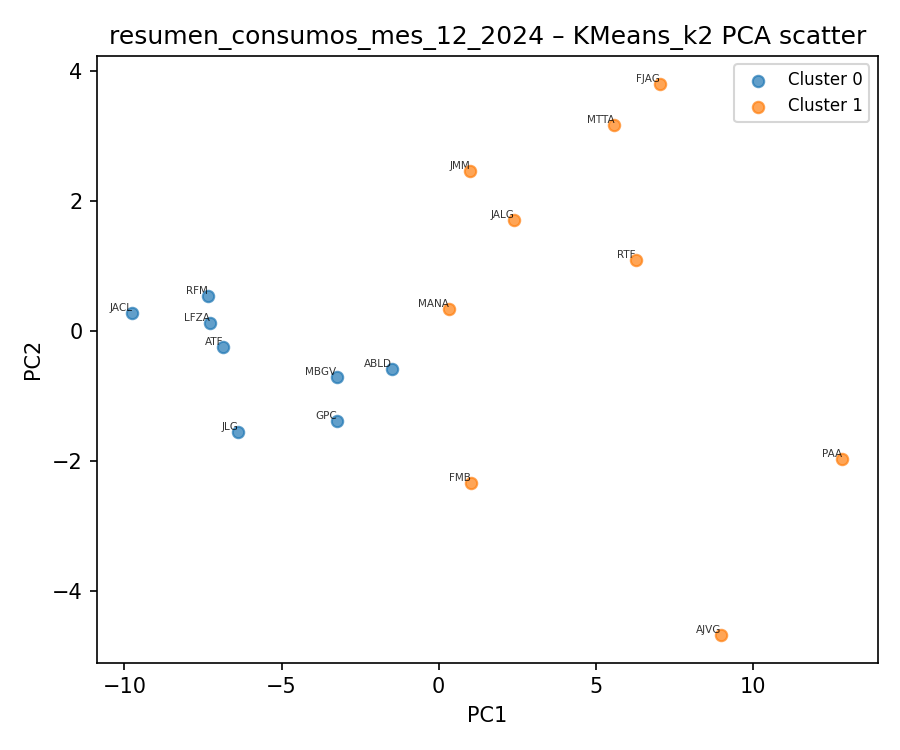 resumen_consumos_mes_12_2024 – KMeans_k2 PCA scatter
Cluster 0
Cluster 1
FJAG
MTTA
JMM
JALG
RTF
MANA
RFM
JACL
LFZA
ATF
ABLD
MBGV
GPC
JLG
FMB
PAA
AJVG
4
2
0
−2
−4
PC2
−10
−5
0
5
10
PC1